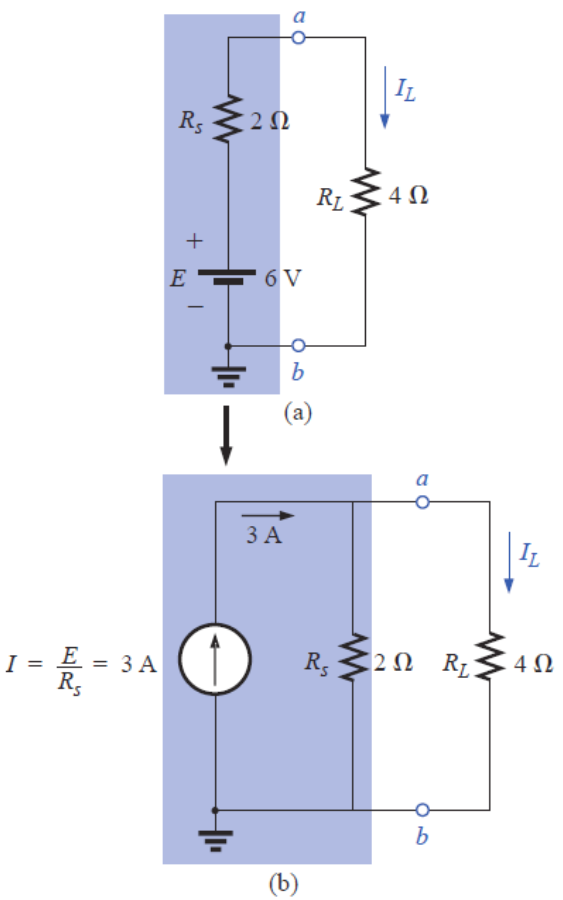 a
I_L
R_s 2 Ω
R_L 4 Ω
+
E 6 V
−
b
(a)
a
3 A
I_L
I = E/R_s = 3 A
R_s 2 Ω R_L 4 Ω
b
(b)